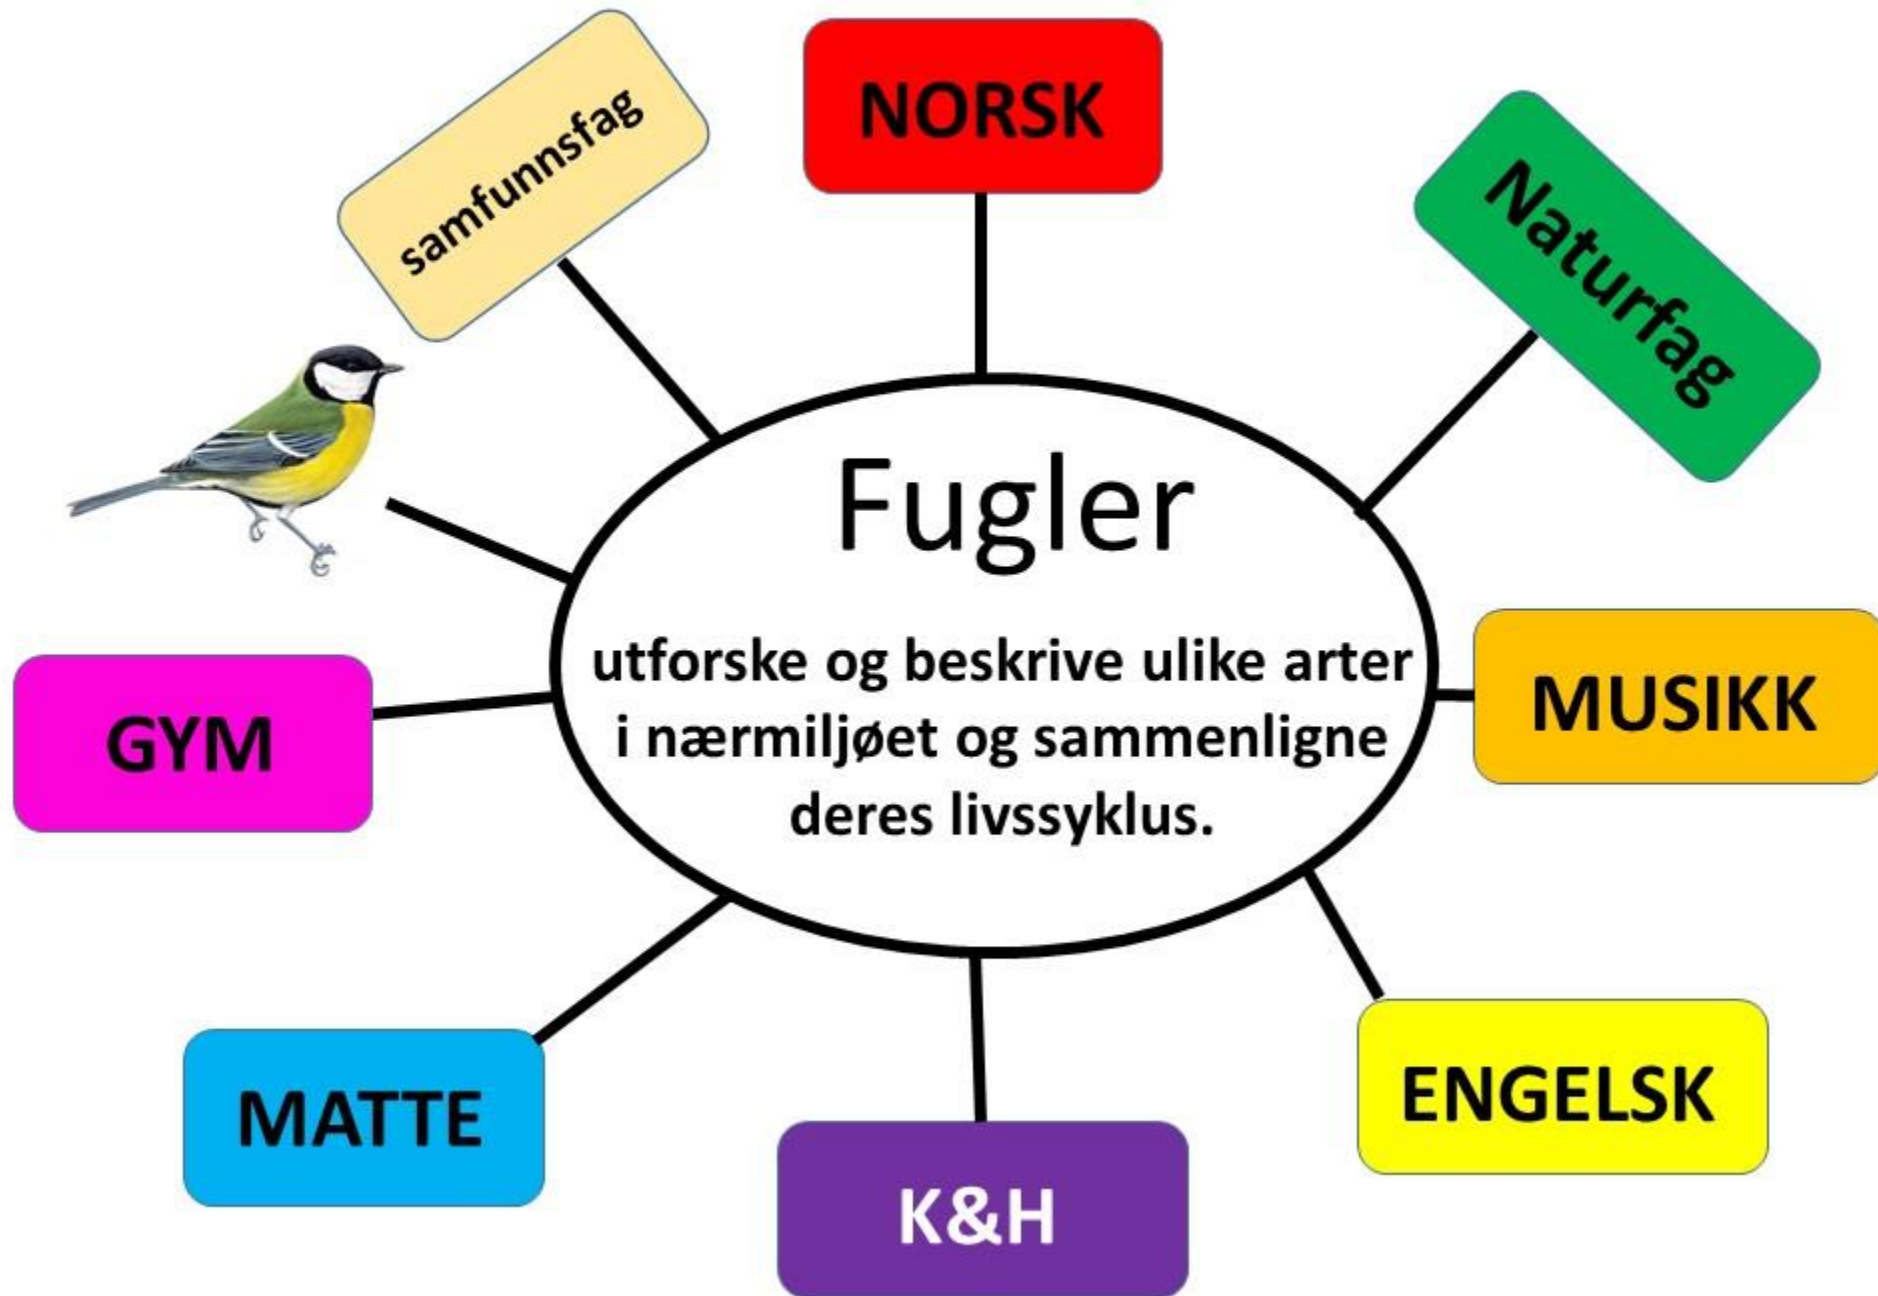 samfunnsfag
NORSK
Naturfag
Fugler
utforske og beskrive ulike arter
i nærmiljøet og sammenligne
deres livssyklus.
GYM
MUSIKK
MATTE
K&H
ENGELSK